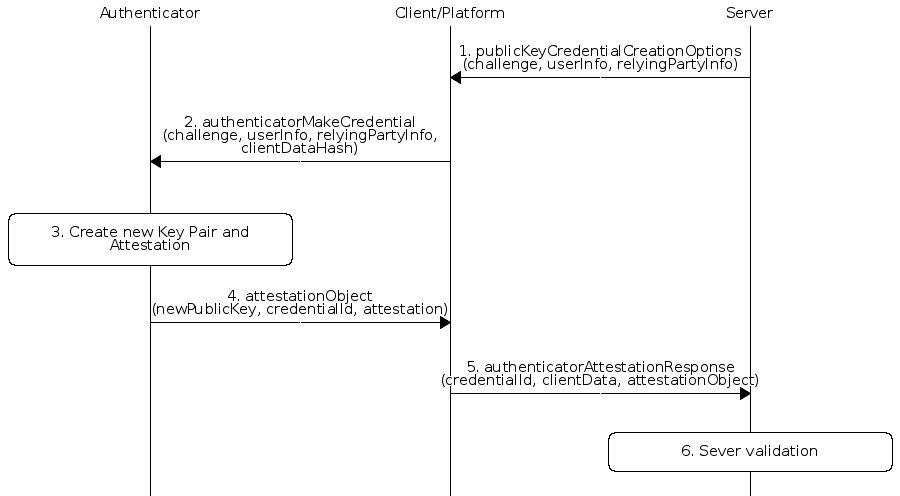 Authenticator
Client/Platform
Server
1. publicKeyCredentialCreationOptions
(challenge, userInfo, relyingPartyInfo)
2. authenticatorMakeCredential
(challenge, userInfo, relyingPartyInfo,
clientDataHash)
3. Create new Key Pair and
Attestation
4. attestationObject
(newPublicKey, credentialId, attestation)
5. authenticatorAttestationResponse
(credentialId, clientData, attestationObject)
6. Sever validation